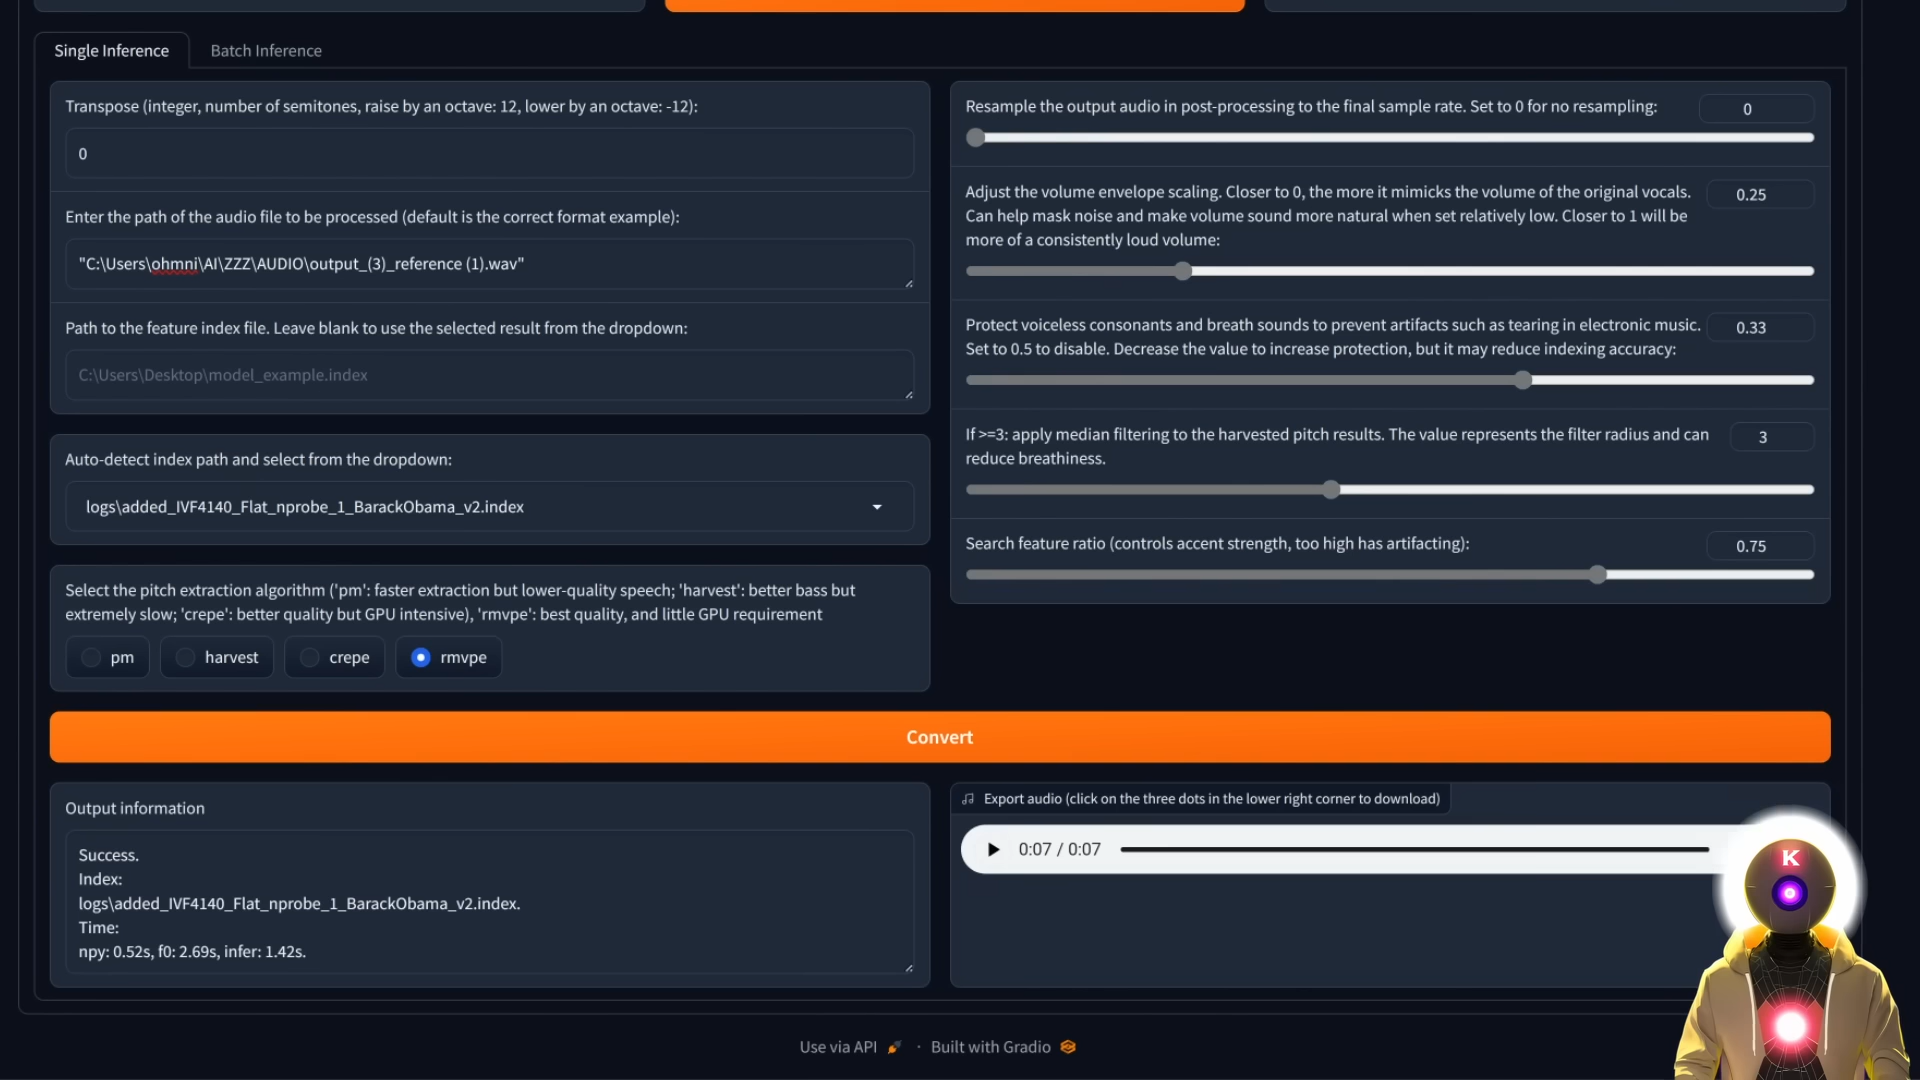 Single Inference
Batch Inference
Transpose (integer, number of semitones, raise by an octave: 12, lower by an octave: -12):
0
Enter the path of the audio file to be processed (default is the correct format example):
"C:\Users\ohmni\AI\ZZZ\AUDIO\output_(3)_reference (1).wav"
Path to the feature index file. Leave blank to use the selected result from the dropdown:
C:\Users\Desktop\model_example.index
Auto-detect index path and select from the dropdown:
logs\added_IVF4140_Flat_nprobe_1_BarackObama_v2.index
Select the pitch extraction algorithm ('pm': faster extraction but lower-quality speech; 'harvest': better bass but
extremely slow; 'crepe': better quality but GPU intensive), 'rmvpe': best quality, and little GPU requirement
pm
harvest
crepe
rmvpe
Resample the output audio in post-processing to the final sample rate. Set to 0 for no resampling:
0
Adjust the volume envelope scaling. Closer to 0, the more it mimicks the volume of the original vocals.
Can help mask noise and make volume sound more natural when set relatively low. Closer to 1 will be
more of a consistently loud volume:
0.25
Protect voiceless consonants and breath sounds to prevent artifacts such as tearing in electronic music.
Set to 0.5 to disable. Decrease the value to increase protection, but it may reduce indexing accuracy:
0.33
If >=3: apply median filtering to the harvested pitch results. The value represents the filter radius and can
reduce breathiness.
3
Search feature ratio (controls accent strength, too high has artifacting):
0.75
Convert
Output information
Success.
Index:
logs\added_IVF4140_Flat_nprobe_1_BarackObama_v2.index.
Time:
npy: 0.52s, f0: 2.69s, infer: 1.42s.
Export audio (click on the three dots in the lower right corner to download)
0:07 / 0:07
K
Use via API
· Built with Gradio